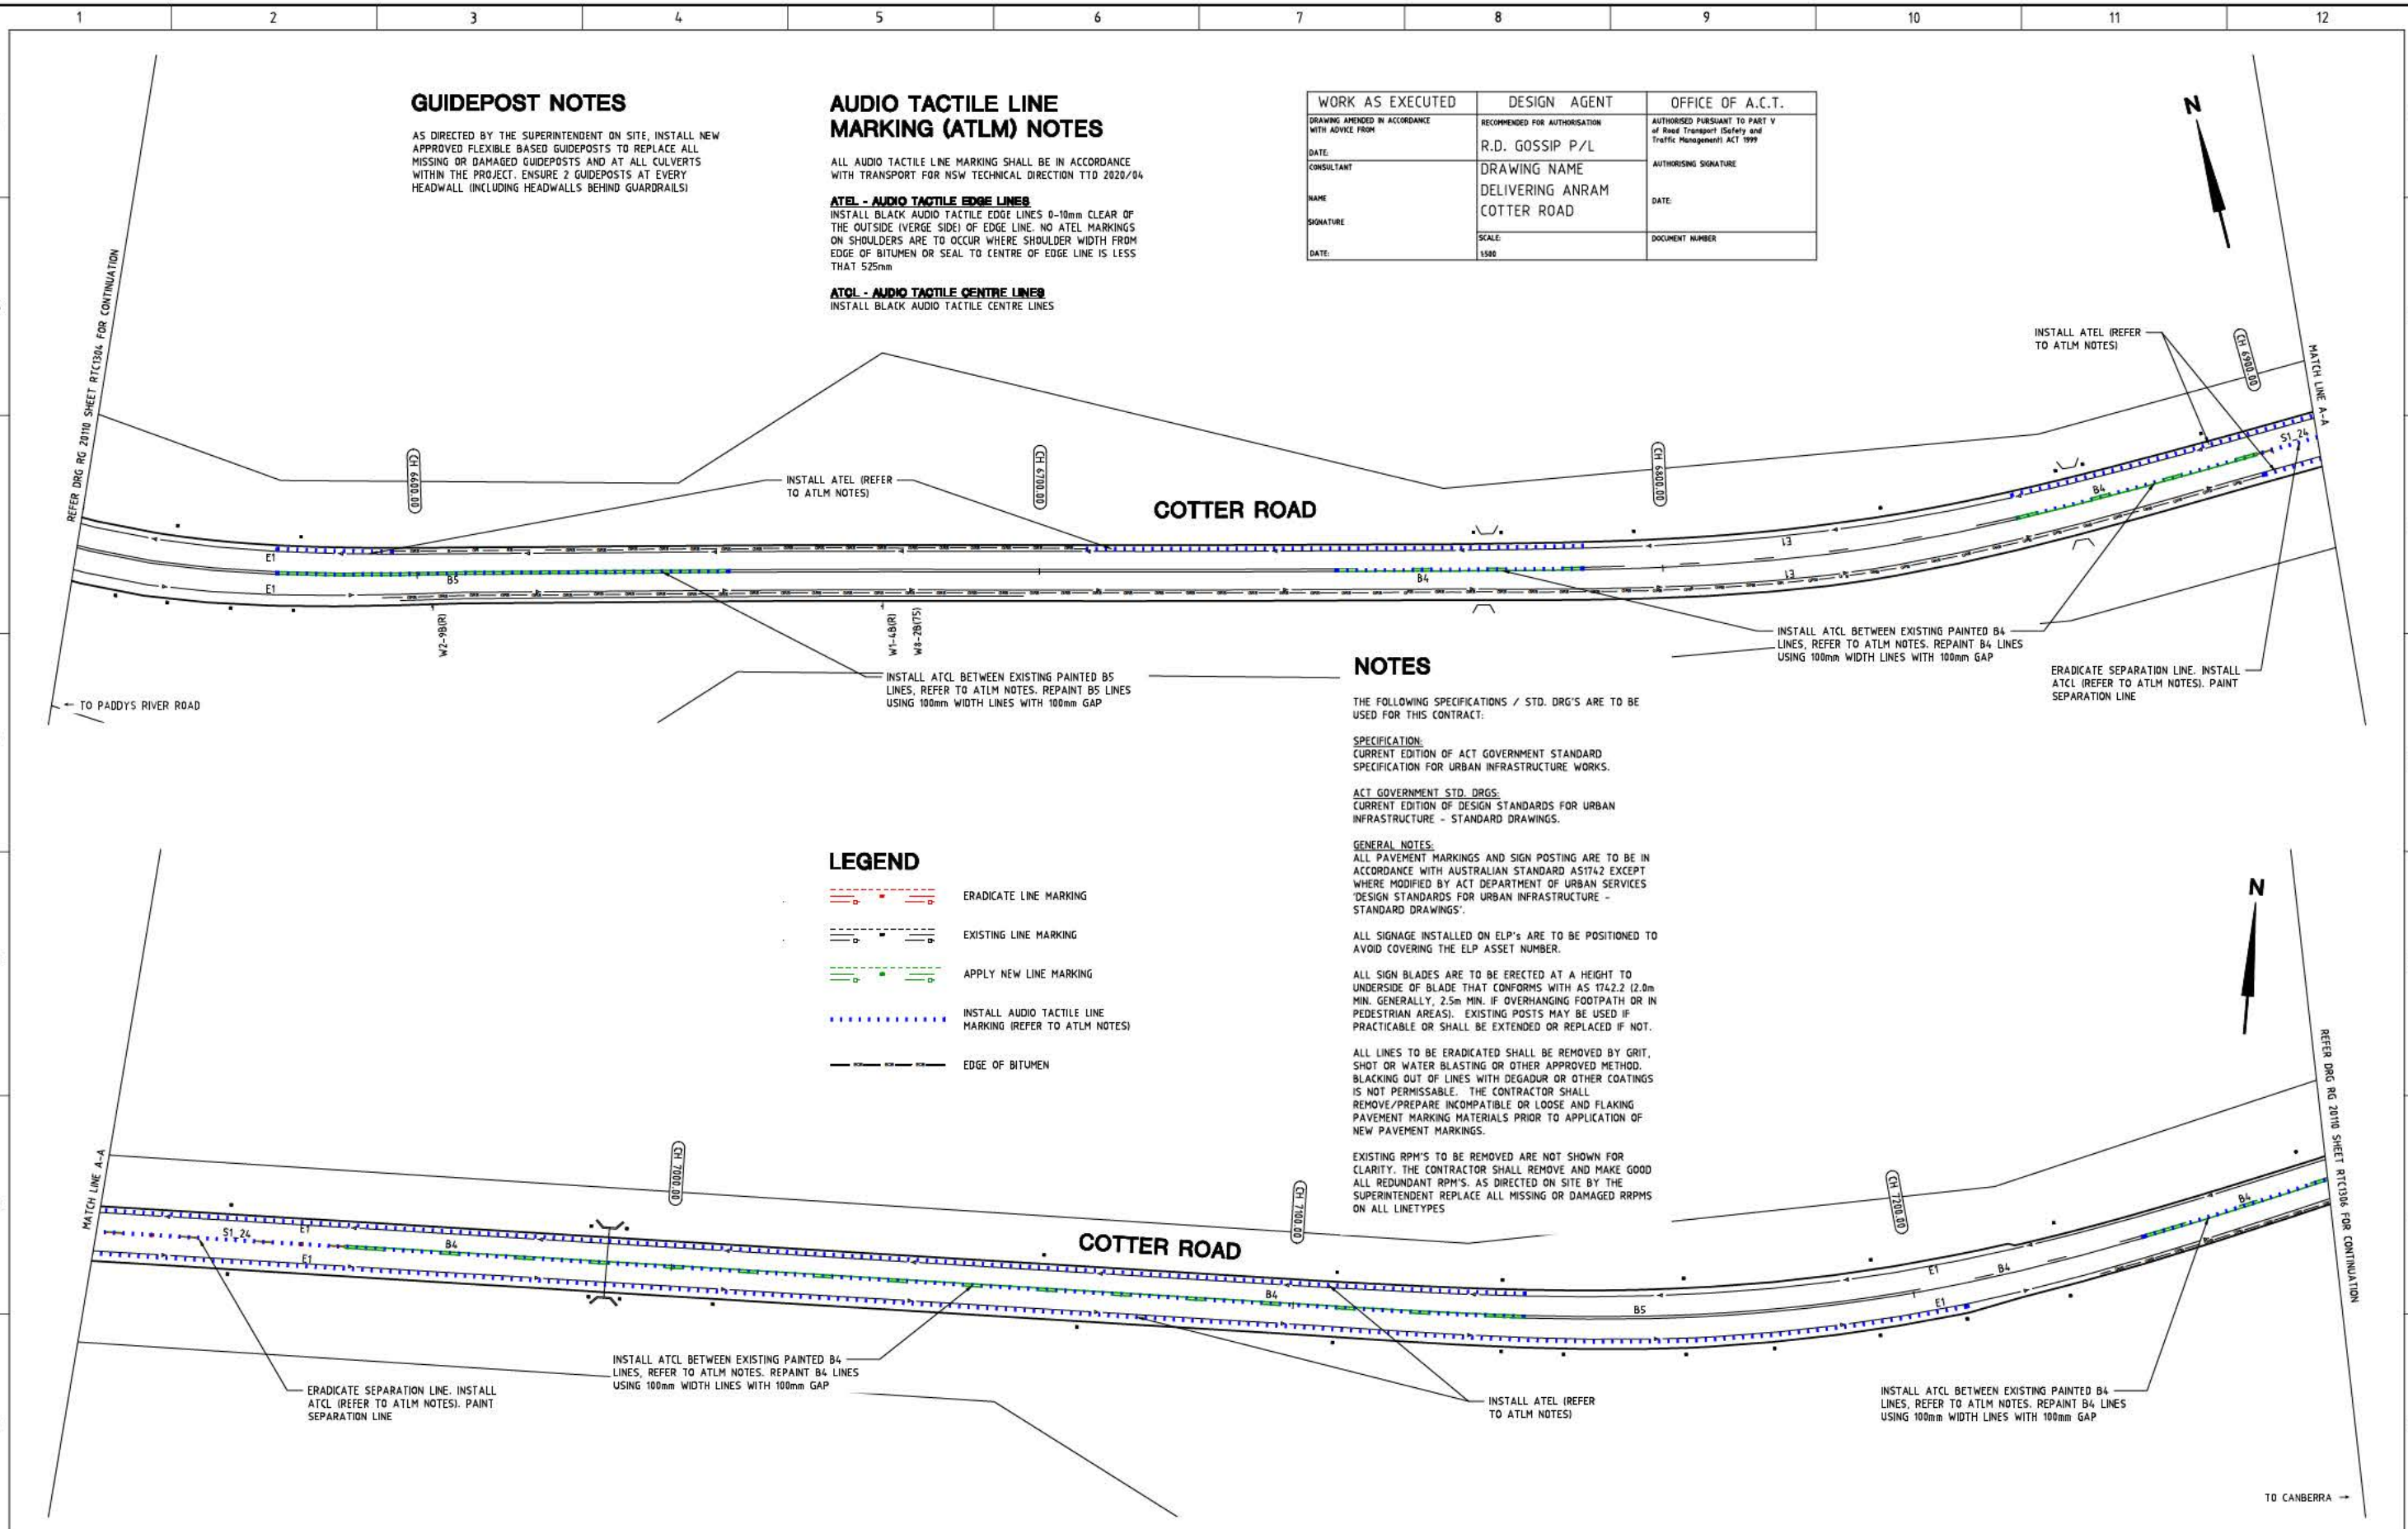 1 2 3 4 5 6 7 8 9 10 11 12
GUIDEPOST NOTES
AS DIRECTED BY THE SUPERINTENDENT ON SITE, INSTALL NEW
APPROVED FLEXIBLE BASED GUIDEPOSTS TO REPLACE ALL
MISSING OR DAMAGED GUIDEPOSTS AND AT ALL CULVERTS
WITHIN THE PROJECT. ENSURE 2 GUIDEPOSTS AT EVERY
HEADWALL (INCLUDING HEADWALLS BEHIND GUARDRAILS)
AUDIO TACTILE LINE
MARKING (ATLM) NOTES
ALL AUDIO TACTILE LINE MARKING SHALL BE IN ACCORDANCE
WITH TRANSPORT FOR NSW TECHNICAL DIRECTION TTD 2020/04
ATEL - AUDIO TACTILE EDGE LINES
INSTALL BLACK AUDIO TACTILE EDGE LINES 0-10mm CLEAR OF
THE OUTSIDE (VERGE SIDE) OF EDGE LINE. NO ATEL MARKINGS
ON SHOULDERS ARE TO OCCUR WHERE SHOULDER WIDTH FROM
EDGE OF BITUMEN OR SEAL TO CENTRE OF EDGE LINE IS LESS
THAT 525mm
ATCL - AUDIO TACTILE CENTRE LINES
INSTALL BLACK AUDIO TACTILE CENTRE LINES
WORK AS EXECUTED
DRAWING AMENDED IN ACCORDANCE
WITH ADVICE FROM
DATE:
CONSULTANT
NAME
SIGNATURE
DATE:
DESIGN AGENT
RECOMMENDED FOR AUTHORISATION
R.D. GOSSIP P/L
DRAWING NAME
DELIVERING ANRAM
COTTER ROAD
SCALE:
1:500
OFFICE OF A.C.T.
AUTHORISED PURSUANT TO PART V
of Road Transport (Safety and
Traffic Management) ACT 1999
AUTHORISING SIGNATURE
DATE:
DOCUMENT NUMBER
N
REFER DRG RG 20110 SHEET RTC1304 FOR CONTINUATION
INSTALL ATEL (REFER
TO ATLM NOTES)
CH 6900.00
MATCH LINE A-A
CH 6600.00
INSTALL ATEL (REFER
TO ATLM NOTES)
CH 6700.00
COTTER ROAD
CH 6800.00
S1_24
B4
E1
E1
E1
B5
B4
E1
E1
W2-9B(R)
W1-4B(R)
W8-2B(75)
INSTALL ATCL BETWEEN EXISTING PAINTED B4
LINES, REFER TO ATLM NOTES. REPAINT B4 LINES
USING 100mm WIDTH LINES WITH 100mm GAP
ERADICATE SEPARATION LINE. INSTALL
ATCL (REFER TO ATLM NOTES). PAINT
SEPARATION LINE
INSTALL ATCL BETWEEN EXISTING PAINTED B5
LINES, REFER TO ATLM NOTES. REPAINT B5 LINES
USING 100mm WIDTH LINES WITH 100mm GAP
← TO PADDYS RIVER ROAD
NOTES
THE FOLLOWING SPECIFICATIONS / STD. DRG'S ARE TO BE
USED FOR THIS CONTRACT:
SPECIFICATION:
CURRENT EDITION OF ACT GOVERNMENT STANDARD
SPECIFICATION FOR URBAN INFRASTRUCTURE WORKS.
ACT GOVERNMENT STD. DRGS:
CURRENT EDITION OF DESIGN STANDARDS FOR URBAN
INFRASTRUCTURE - STANDARD DRAWINGS.
GENERAL NOTES:
ALL PAVEMENT MARKINGS AND SIGN POSTING ARE TO BE IN
ACCORDANCE WITH AUSTRALIAN STANDARD AS1742 EXCEPT
WHERE MODIFIED BY ACT DEPARTMENT OF URBAN SERVICES
'DESIGN STANDARDS FOR URBAN INFRASTRUCTURE -
STANDARD DRAWINGS'.
ALL SIGNAGE INSTALLED ON ELP's ARE TO BE POSITIONED TO
AVOID COVERING THE ELP ASSET NUMBER.
ALL SIGN BLADES ARE TO BE ERECTED AT A HEIGHT TO
UNDERSIDE OF BLADE THAT CONFORMS WITH AS 1742.2 (2.0m
MIN. GENERALLY, 2.5m MIN. IF OVERHANGING FOOTPATH OR IN
PEDESTRIAN AREAS). EXISTING POSTS MAY BE USED IF
PRACTICABLE OR SHALL BE EXTENDED OR REPLACED IF NOT.
ALL LINES TO BE ERADICATED SHALL BE REMOVED BY GRIT,
SHOT OR WATER BLASTING OR OTHER APPROVED METHOD.
BLACKING OUT OF LINES WITH DEGADUR OR OTHER COATINGS
IS NOT PERMISSABLE. THE CONTRACTOR SHALL
REMOVE/PREPARE INCOMPATIBLE OR LOOSE AND FLAKING
PAVEMENT MARKING MATERIALS PRIOR TO APPLICATION OF
NEW PAVEMENT MARKINGS.
EXISTING RPM'S TO BE REMOVED ARE NOT SHOWN FOR
CLARITY. THE CONTRACTOR SHALL REMOVE AND MAKE GOOD
ALL REDUNDANT RPM'S. AS DIRECTED ON SITE BY THE
SUPERINTENDENT REPLACE ALL MISSING OR DAMAGED RRPMS
ON ALL LINETYPES
LEGEND
ERADICATE LINE MARKING
EXISTING LINE MARKING
APPLY NEW LINE MARKING
INSTALL AUDIO TACTILE LINE
MARKING (REFER TO ATLM NOTES)
EDGE OF BITUMEN
N
MATCH LINE A-A
CH 7000.00
CH 7100.00
CH 7200.00
REFER DRG RG 20110 SHEET RTC1306 FOR CONTINUATION
COTTER ROAD
S1_24
E1
E1
B4
B4
B5
E1
E1
B4
B4
ERADICATE SEPARATION LINE. INSTALL
ATCL (REFER TO ATLM NOTES). PAINT
SEPARATION LINE
INSTALL ATCL BETWEEN EXISTING PAINTED B4
LINES, REFER TO ATLM NOTES. REPAINT B4 LINES
USING 100mm WIDTH LINES WITH 100mm GAP
INSTALL ATEL (REFER
TO ATLM NOTES)
INSTALL ATCL BETWEEN EXISTING PAINTED B4
LINES, REFER TO ATLM NOTES. REPAINT B4 LINES
USING 100mm WIDTH LINES WITH 100mm GAP
TO CANBERRA →